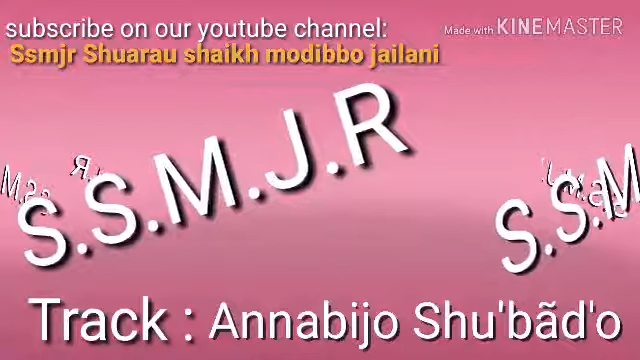 subscribe on our youtube channel:
Made with KINEMASTER
Ssmjr Shuarau shaikh modibbo jailani
S.S.M.J.R
S.S.M
Track : Annabijo Shu'bãd'o